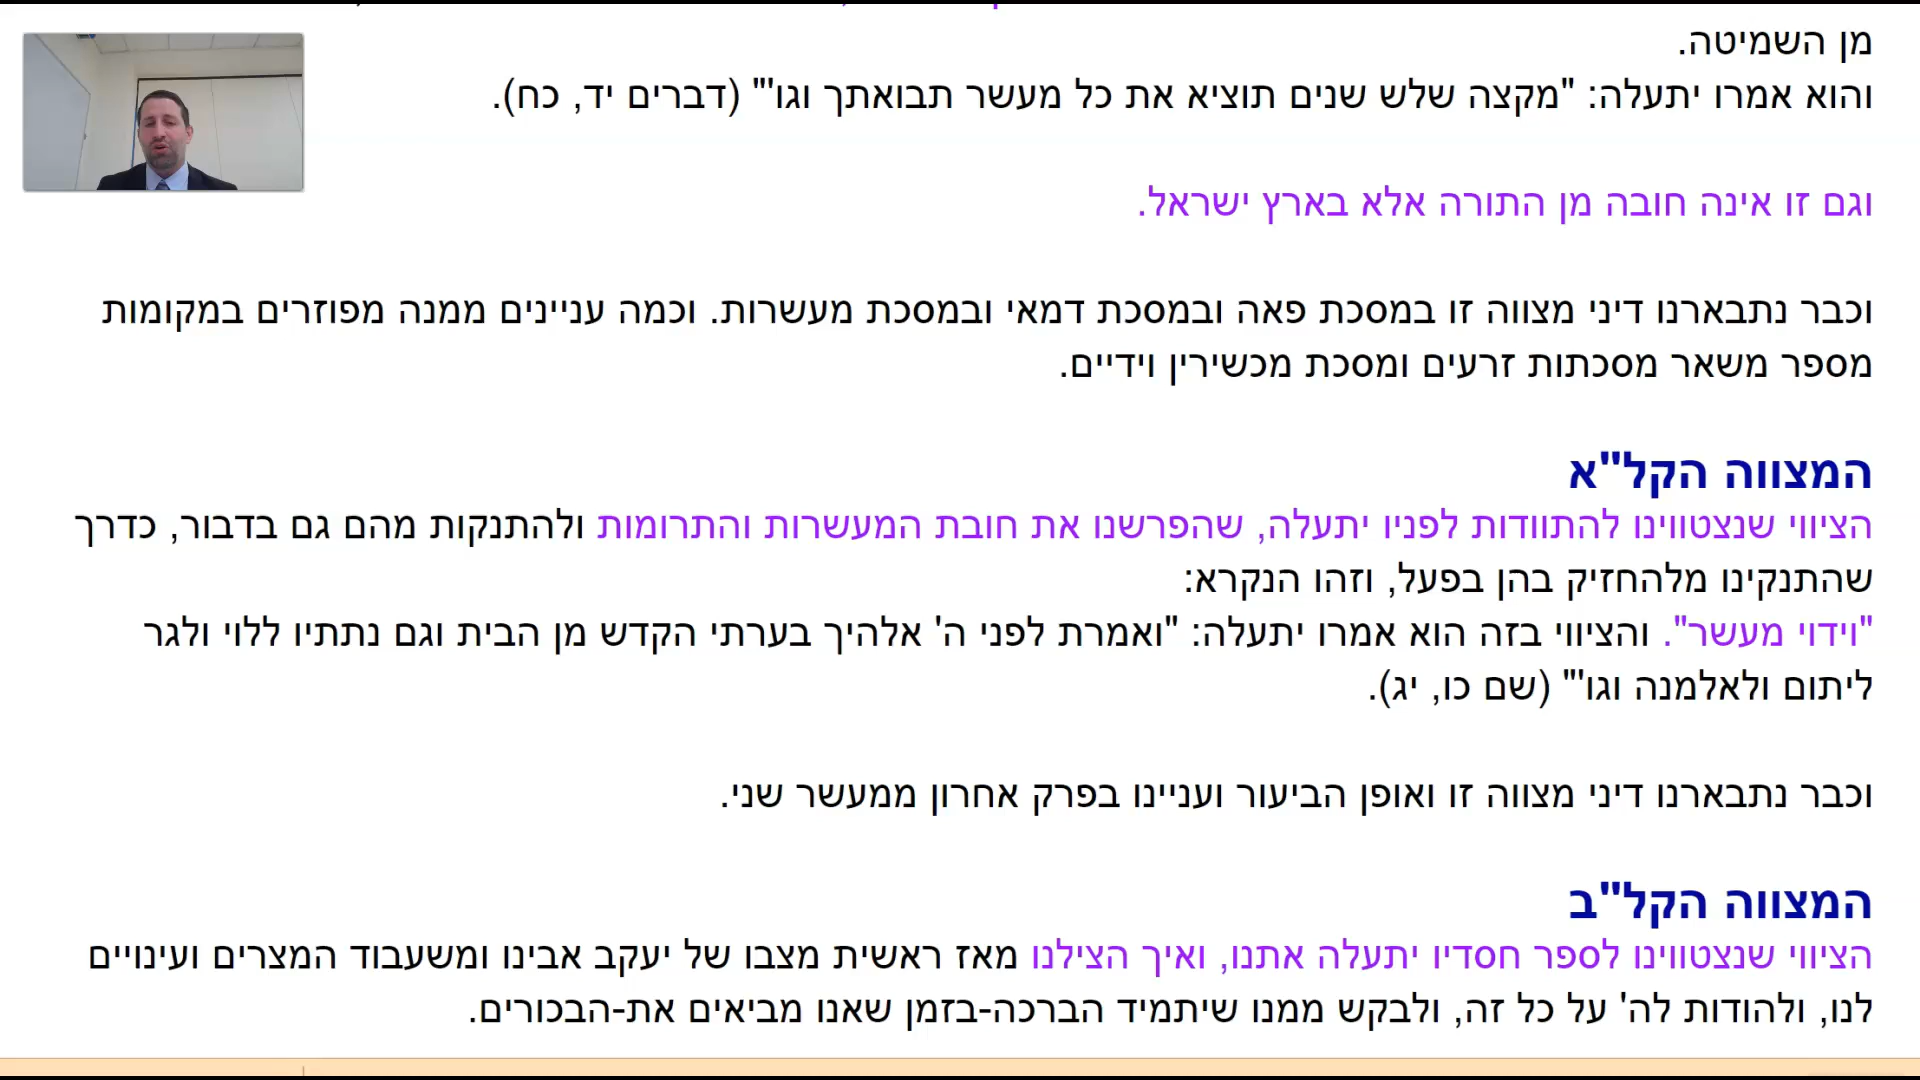 מן השמיטה.
והוא אמרו יתעלה: "מקצה שלש שנים תוציא את כל מעשר תבואתך וגו'" (דברים יד, כח).
וגם זו אינה חובה מן התורה אלא בארץ ישראל.
וכבר נתבארנו דיני מצווה זו במסכת פאה ובמסכת דמאי ובמסכת מעשרות. וכמה עניינים ממנה מפוזרים במקומות
מספר משאר מסכתות זרעים ומסכת מכשירין וידיים.
המצווה הקל"א
הציווי שנצטווינו להתוודות לפניו יתעלה, שהפרשנו את חובת המעשרות והתרומות ולהתנקות מהם גם בדבור, כדרך
שהתנקינו מלהחזיק בהן בפעל, וזהו הנקרא:
"וידוי מעשר". והציווי בזה הוא אמרו יתעלה: "ואמרת לפני ה' אלהיך בערתי הקדש מן הבית וגם נתתיו ללוי ולגר
ליתום ולאלמנה וגו'" (שם כו, יג).
וכבר נתבארנו דיני מצווה זו ואופן הביעור ועניינו בפרק אחרון ממעשר שני.
המצווה הקל"ב
הציווי שנצטווינו לספר חסדיו יתעלה אתנו, ואיך הצילנו מאז ראשית מצבו של יעקב אבינו ומשעבוד המצרים ועינויים
לנו, ולהודות לה' על כל זה, ולבקש ממנו שיתמיד הברכה-בזמן שאנו מביאים את-הבכורים.